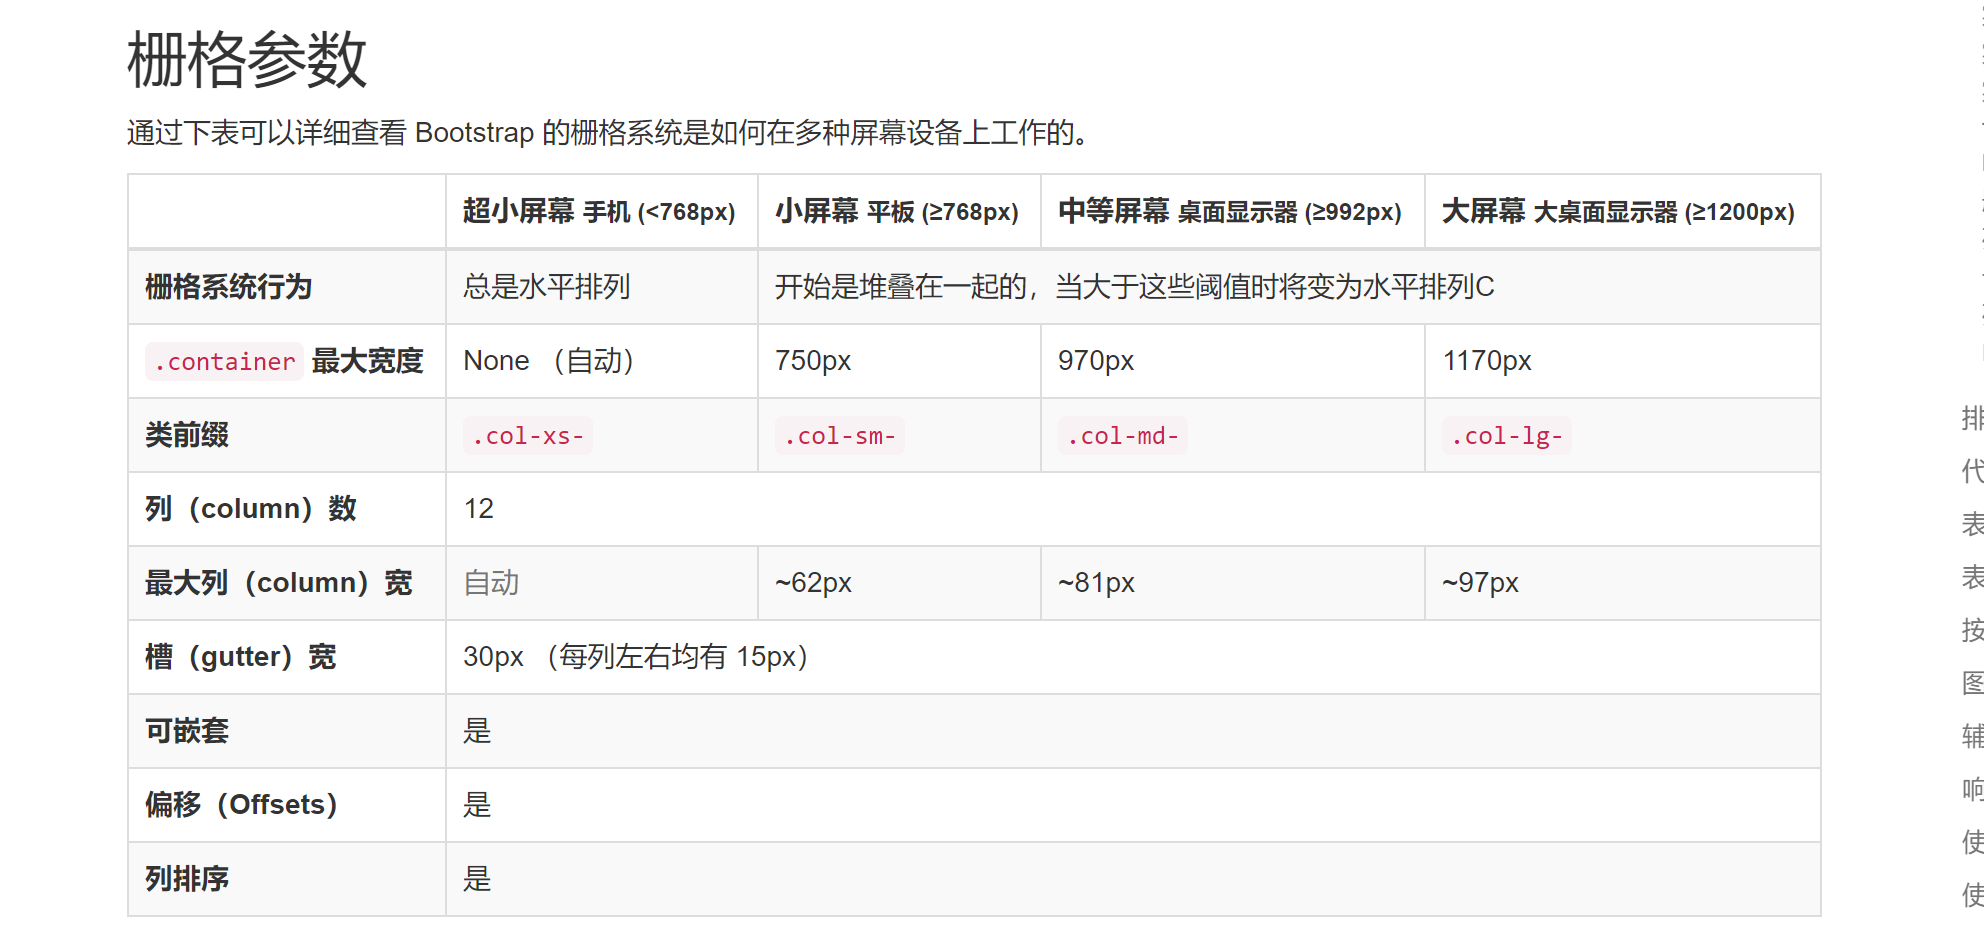 栅格参数
通过下表可以详细查看 Bootstrap 的栅格系统是如何在多种屏幕设备上工作的。
超小屏幕 手机 (<768px) 小屏幕 平板 (≥768px) 中等屏幕 桌面显示器 (≥992px) 大屏幕 大桌面显示器 (≥1200px)
栅格系统行为 总是水平排列 开始是堆叠在一起的，当大于这些阈值时将变为水平排列C
.container 最大宽度 None （自动） 750px 970px 1170px
类前缀 .col-xs- .col-sm- .col-md- .col-lg-
列（column）数 12
最大列（column）宽 自动 ~62px ~81px ~97px
槽（gutter）宽 30px （每列左右均有 15px）
可嵌套 是
偏移（Offsets） 是
列排序 是
排
代
表
表
按
图
辅
响
使
使